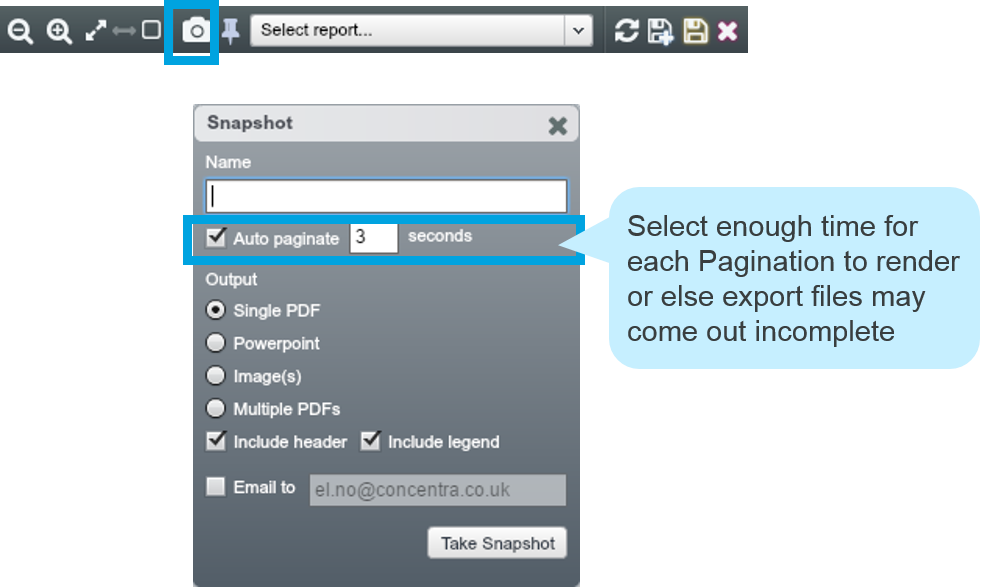 Select report...
Snapshot
Name
Auto paginate 3 seconds
Select enough time for
each Pagination to render
or else export files may
come out incomplete
Output
Single PDF
Powerpoint
Image(s)
Multiple PDFs
Include header Include legend
Email to el.no@concentra.co.uk
Take Snapshot